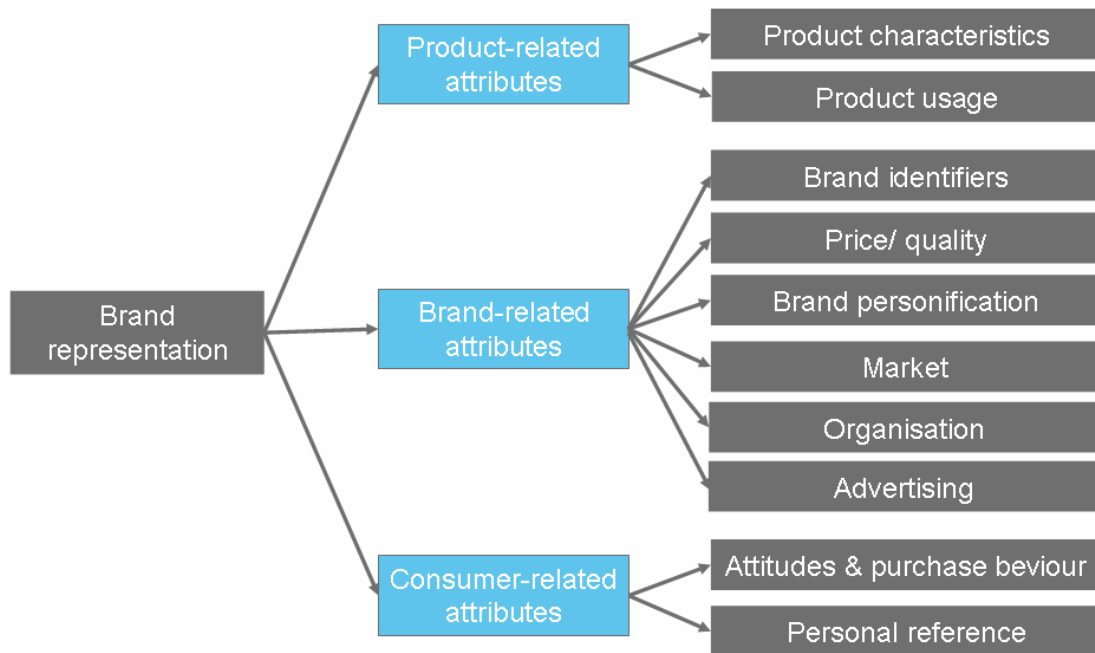 Product-related
attributes
Product characteristics
Product usage
Brand
representation
Brand-related
attributes
Brand identifiers
Price/ quality
Brand personification
Market
Organisation
Advertising
Consumer-related
attributes
Attitudes & purchase beviour
Personal reference